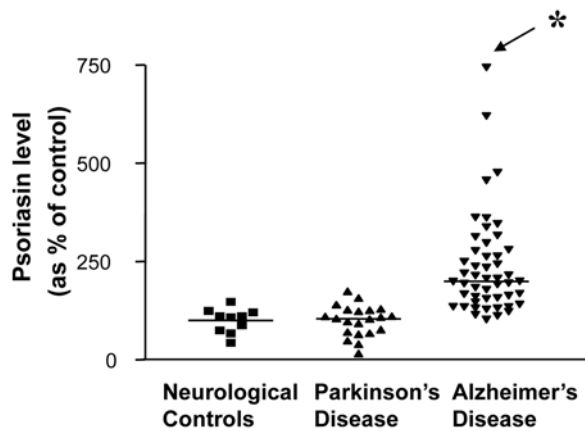 *
750
500
250
0
Psoriasin level
(as % of control)
Neurological
Controls
Parkinson's
Disease
Alzheimer's
Disease